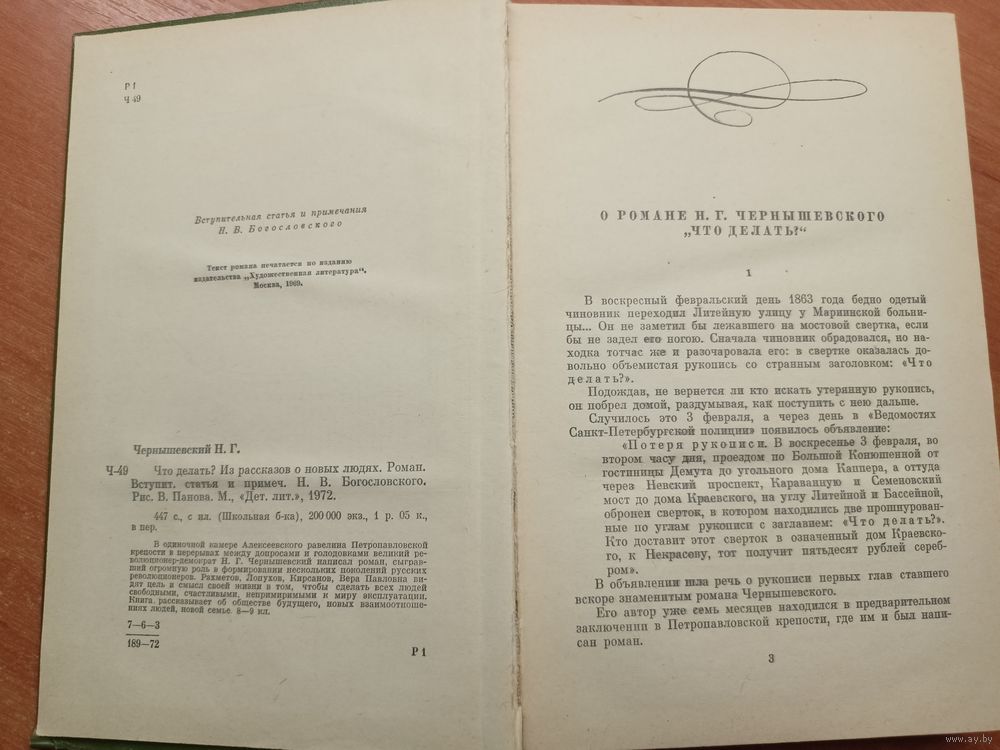 Р 1
Ч 49
Вступительная статья и примечания
Н. В. Богословского
Текст романа печатается по изданию
издательства „Художественная литература“.
Москва, 1969.
Чернышевский Н. Г.
Ч-49 Что делать? Из рассказов о новых людях. Роман.
Вступит. статья и примеч. Н. В. Богословского.
Рис. В. Панова. М., «Дет. лит.», 1972.
447 с., с ил. (Школьная б-ка), 200 000 экз., 1 р. 05 к.,
в пер.
В одиночной камере Алексеевского равелина Петропавловской
крепости в перерывах между допросами и голодовками великий ре-
волюционер-демократ Н. Г. Чернышевский написал роман, сыграв-
ший огромную роль в формировании нескольких поколений русских
революционеров. Рахметов, Лопухов, Кирсанов, Вера Павловна ви-
дят цель и смысл своей жизни в том, чтобы сделать всех людей
свободными, счастливыми, непримиримыми к миру эксплуатации.
Книга рассказывает об обществе будущего, новых взаимоотноше-
ниях людей, новой семье. 8—9 кл.
7—6—3
189—72
Р 1
О РОМАНЕ Н. Г. ЧЕРНЫШЕВСКОГО
„ЧТО ДЕЛАТЬ?“
1
В воскресный февральский день 1863 года бедно одетый
чиновник переходил Литейную улицу у Мариинской больни-
цы... Он не заметил бы лежавшего на мостовой свертка, если
бы не задел его ногою. Сначала чиновник обрадовался, но на-
ходка тотчас же и разочаровала его: в свертке оказалась до-
вольно объемистая рукопись со странным заголовком: «Что
делать?».
Подождав, не вернется ли кто искать утерянную рукопись,
он побрел домой, раздумывая, как поступить с нею дальше.
Случилось это 3 февраля, а через день в «Ведомостях
Санкт-Петербургской полиции» появилось объявление:
«Потеря рукописи. В воскресенье 3 февраля, во
втором часу дня, проездом по Большой Конюшенной от
гостиницы Демута до угольного дома Каппера, а оттуда
через Невский проспект, Караванную и Семеновский
мост до дома Краевского, на углу Литейной и Бассейной,
обронен сверток, в котором находились две прошнурован-
ные по углам рукописи с заглавием: «Что делать?».
Кто доставит этот сверток в означенный дом Краевско-
го, к Некрасеву, тот получит пятьдесят рублей сереб-
ром».
В объявлении шла речь о рукописи первых глав ставшего
вскоре знаменитым романа Чернышевского.
Его автор уже семь месяцев находился в предварительном
заключении в Петропавловской крепости, где им и был напи-
сан роман.
3
www.ay.by